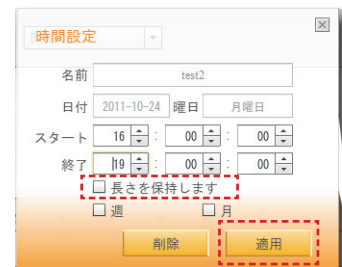 時間設定
名前 test2
日付 2011-10-24 曜日 月曜日
スタート 16 : 00 : 00
終了 19 : 00 : 00
長さを保持します
週 月
削除 適用